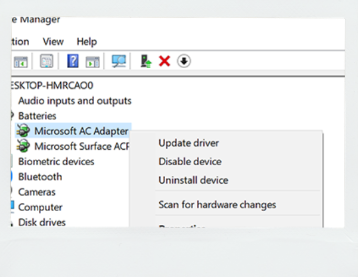 e Manager
tion View Help
ESKTOP-HMRCAO0
Audio inputs and outputs
Batteries
Microsoft AC Adapter
Microsoft Surface ACP
Biometric devices
Bluetooth
Cameras
Computer
Disk drives
Update driver
Disable device
Uninstall device
Scan for hardware changes